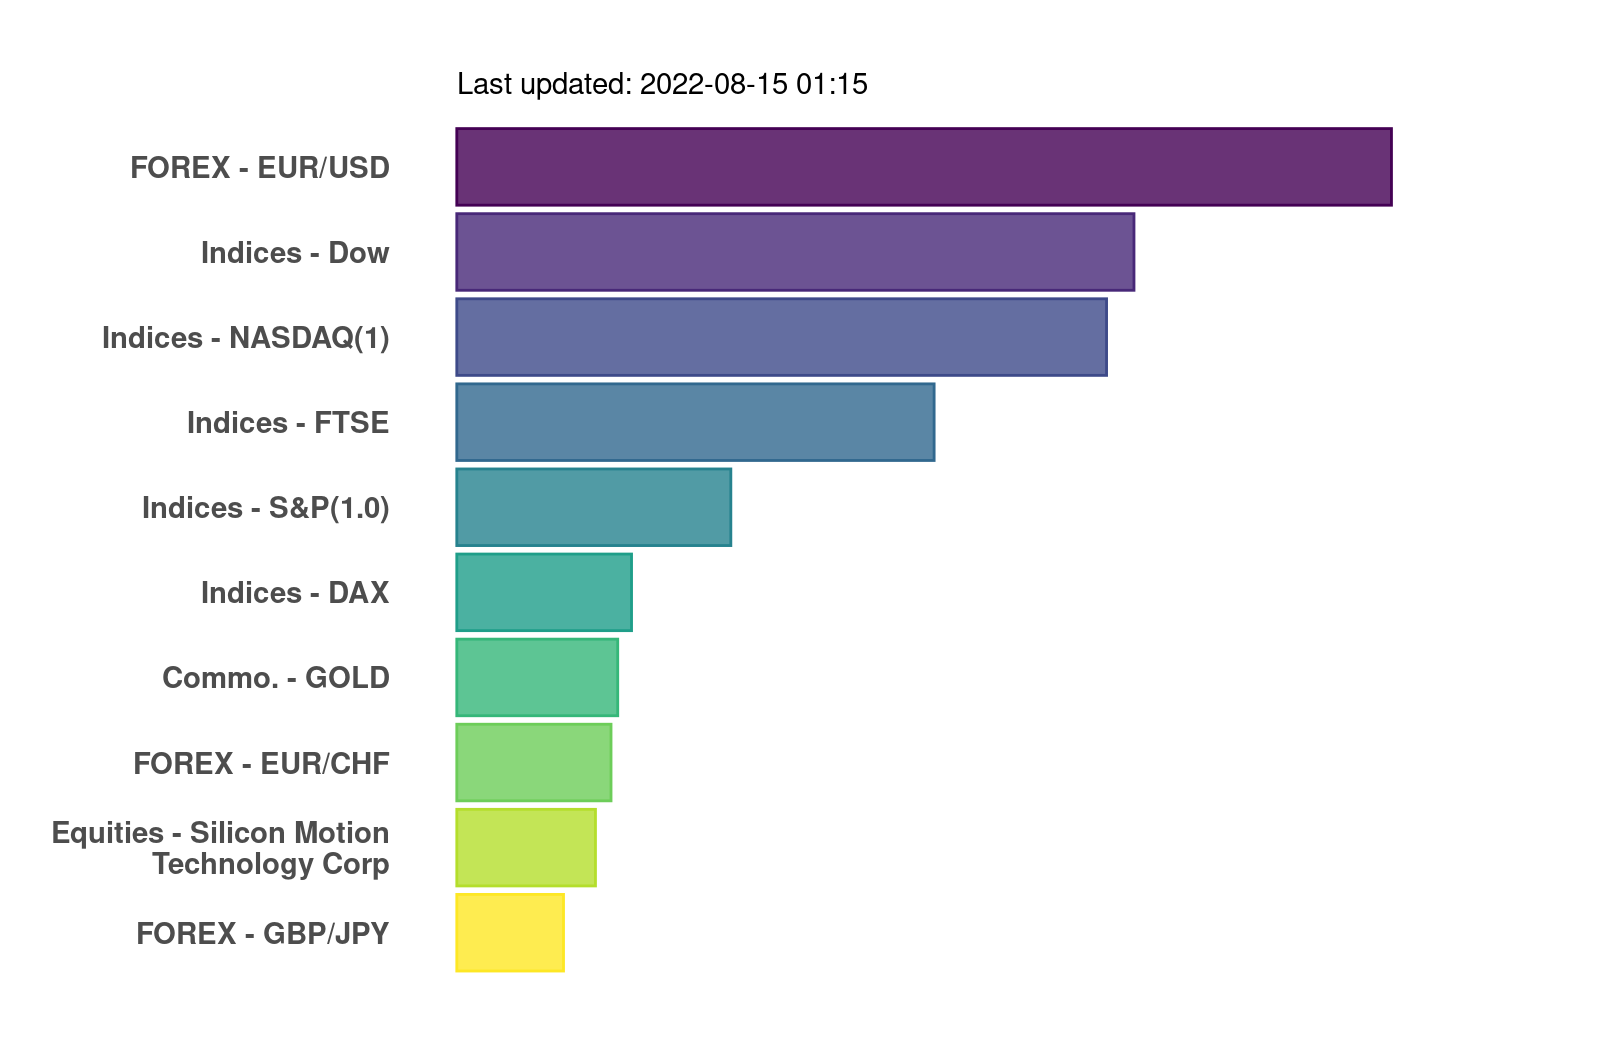 Last updated: 2022-08-15 01:15
FOREX - EUR/USD
Indices - Dow
Indices - NASDAQ(1)
Indices - FTSE
Indices - S&P(1.0)
Indices - DAX
Commo. - GOLD
FOREX - EUR/CHF
Equities - Silicon Motion
Technology Corp
FOREX - GBP/JPY